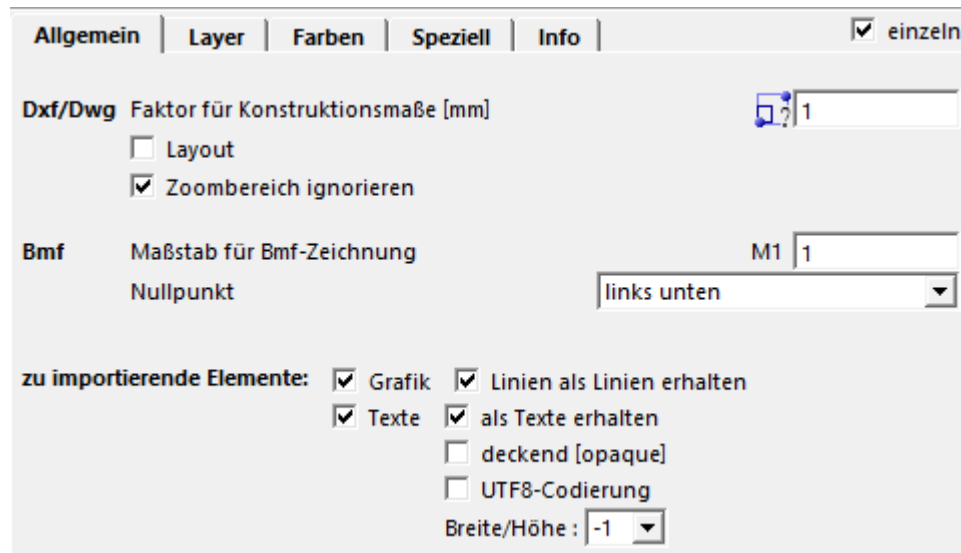 Allgemein Layer Farben Speziell Info einzeln
Dxf/Dwg Faktor für Konstruktionsmaße [mm] ? 1
Layout
Zoombereich ignorieren
Bmf Maßstab für Bmf-Zeichnung M1 1
Nullpunkt links unten
zu importierende Elemente: Grafik Linien als Linien erhalten
Texte als Texte erhalten
deckend [opaque]
UTF8-Codierung
Breite/Höhe : -1